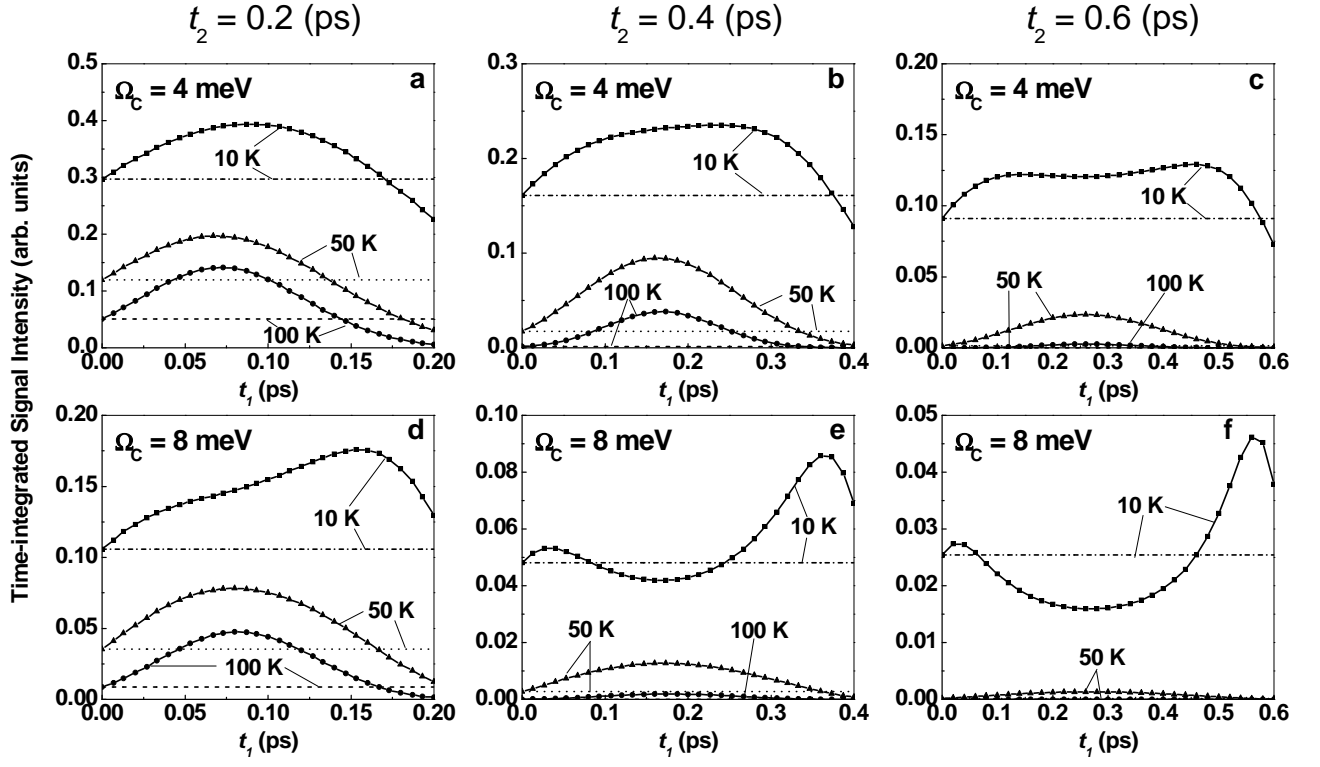 t2 = 0.2 (ps) t2 = 0.4 (ps) t2 = 0.6 (ps)
Time-integrated Signal Intensity (arb. units)
a
ΩC = 4 meV
0.5
0.4
0.3
0.2
0.1
0.0
10 K
50 K
100 K
0.00 0.05 0.10 0.15 0.20
t1 (ps)
b
ΩC = 4 meV
0.3
0.2
0.1
0.0
10 K
100 K
50 K
0.0 0.1 0.2 0.3 0.4
t1 (ps)
c
ΩC = 4 meV
0.20
0.15
0.10
0.05
0.00
10 K
50 K
100 K
0.0 0.1 0.2 0.3 0.4 0.5 0.6
t1 (ps)
d
ΩC = 8 meV
0.20
0.15
0.10
0.05
0.00
10 K
50 K
100 K
0.00 0.05 0.10 0.15 0.20
t1 (ps)
e
ΩC = 8 meV
0.10
0.08
0.06
0.04
0.02
0.00
10 K
50 K
100 K
0.0 0.1 0.2 0.3 0.4
t1 (ps)
f
ΩC = 8 meV
0.05
0.04
0.03
0.02
0.01
0.00
10 K
50 K
0.0 0.1 0.2 0.3 0.4 0.5 0.6
t1 (ps)